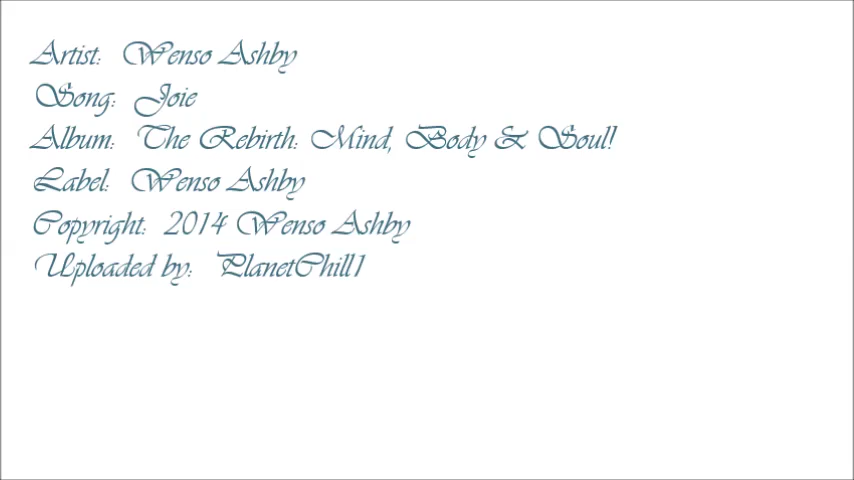 Artist: Wenso Ashby
Song: Joie
Album: The Rebirth: Mind, Body & Soul!
Label: Wenso Ashby
Copyright: 2014 Wenso Ashby
Uploaded by: PlanetChill1